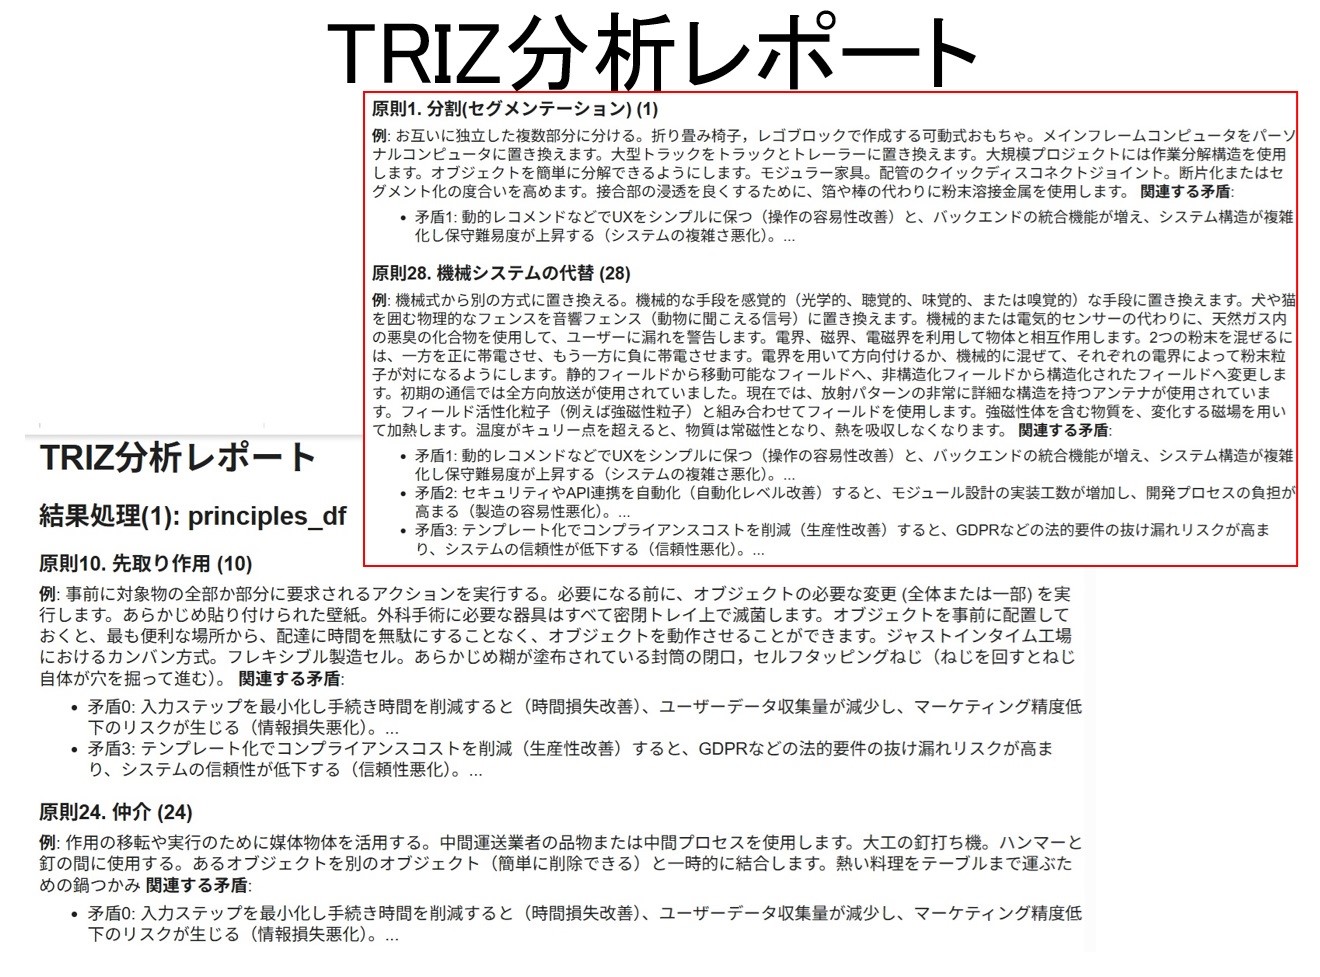 TRIZ分析レポート
原則1. 分割(セグメンテーション) (1)
例: お互いに独立した複数部分に分ける。折り畳み椅子，レゴブロックで作成する可動式おもちゃ。メインフレームコンピュータをパーソ
ナルコンピュータに置き換えます。大型トラックをトラックとトレーラーに置き換えます。大規模プロジェクトには作業分解構造を使用
します。オブジェクトを簡単に分解できるようにします。モジュラー家具。配管のクイックディスコネクトジョイント。断片化またはセ
グメント化の度合いを高めます。接合部の浸透を良くするために、箔や棒の代わりに粉末溶接金属を使用します。 関連する矛盾:
• 矛盾1: 動的レコメンドなどでUXをシンプルに保つ（操作の容易性改善）と、バックエンドの統合機能が増え、システム構造が複雑
化し保守難易度が上昇する（システムの複雑さ悪化）。...
原則28. 機械システムの代替 (28)
例: 機械式から別の方式に置き換える。機械的な手段を感覚的（光学的、聴覚的、味覚的、または嗅覚的）な手段に置き換えます。犬や猫
を囲む物理的なフェンスを音響フェンス（動物に聞こえる信号）に置き換えます。機械的または電気的センサーの代わりに、天然ガス内
の悪臭の化合物を使用して、ユーザーに漏れを警告します。電界、磁界、電磁界を利用して物体と相互作用します。2つの粉末を混ぜるに
は、一方を正に帯電させ、もう一方に負に帯電させます。電界を用いて方向付けるか、機械的に混ぜて、それぞれの電界によって粉末粒
子が対になるようにします。静的フィールドから移動可能なフィールドへ、非構造化フィールドから構造化されたフィールドへ変更しま
す。初期の通信では全方向放送が使用されていました。現在では、放射パターンの非常に詳細な構造を持つアンテナが使用されていま
す。フィールド活性化粒子（例えば強磁性粒子）と組み合わせてフィールドを使用します。強磁性体を含む物質を、変化する磁場を用い
て加熱します。温度がキュリー点を超えると、物質は常磁性となり、熱を吸収しなくなります。 関連する矛盾:
• 矛盾1: 動的レコメンドなどでUXをシンプルに保つ（操作の容易性改善）と、バックエンドの統合機能が増え、システム構造が複雑
化し保守難易度が上昇する（システムの複雑さ悪化）。...
• 矛盾2: セキュリティやAPI連携を自動化（自動化レベル改善）すると、モジュール設計の実装工数が増加し、開発プロセスの負担が
高まる（製造の容易性悪化）。...
• 矛盾3: テンプレート化でコンプライアンスコストを削減（生産性改善）すると、GDPRなどの法的要件の抜け漏れリスクが高ま
り、システムの信頼性が低下する（信頼性悪化）。...
TRIZ分析レポート
結果処理(1): principles_df
原則10. 先取り作用 (10)
例: 事前に対象物の全部か部分に要求されるアクションを実行する。必要になる前に、オブジェクトの必要な変更 (全体または一部) を実
行します。あらかじめ貼り付けられた壁紙。外科手術に必要な器具はすべて密閉トレイ上で滅菌します。オブジェクトを事前に配置して
おくと、最も便利な場所から、配達に時間を無駄にすることなく、オブジェクトを動作させることができます。ジャストインタイム工場
におけるカンバン方式。フレキシブル製造セル。あらかじめ糊が塗布されている封筒の閉口，セルフタッピングねじ（ねじを回すとねじ
自体が穴を掘って進む）。 関連する矛盾:
• 矛盾0: 入力ステップを最小化し手続き時間を削減すると（時間損失改善）、ユーザーデータ収集量が減少し、マーケティング精度低
下のリスクが生じる（情報損失悪化）。...
• 矛盾3: テンプレート化でコンプライアンスコストを削減（生産性改善）すると、GDPRなどの法的要件の抜け漏れリスクが高ま
り、システムの信頼性が低下する（信頼性悪化）。...
原則24. 仲介 (24)
例: 作用の移転や実行のために媒体物体を活用する。中間運送業者の品物または中間プロセスを使用します。大工の釘打ち機。ハンマーと
釘の間に使用する。あるオブジェクトを別のオブジェクト（簡単に削除できる）と一時的に結合します。熱い料理をテーブルまで運ぶた
めの鍋つかみ 関連する矛盾:
• 矛盾0: 入力ステップを最小化し手続き時間を削減すると（時間損失改善）、ユーザーデータ収集量が減少し、マーケティング精度低
下のリスクが生じる（情報損失悪化）。...